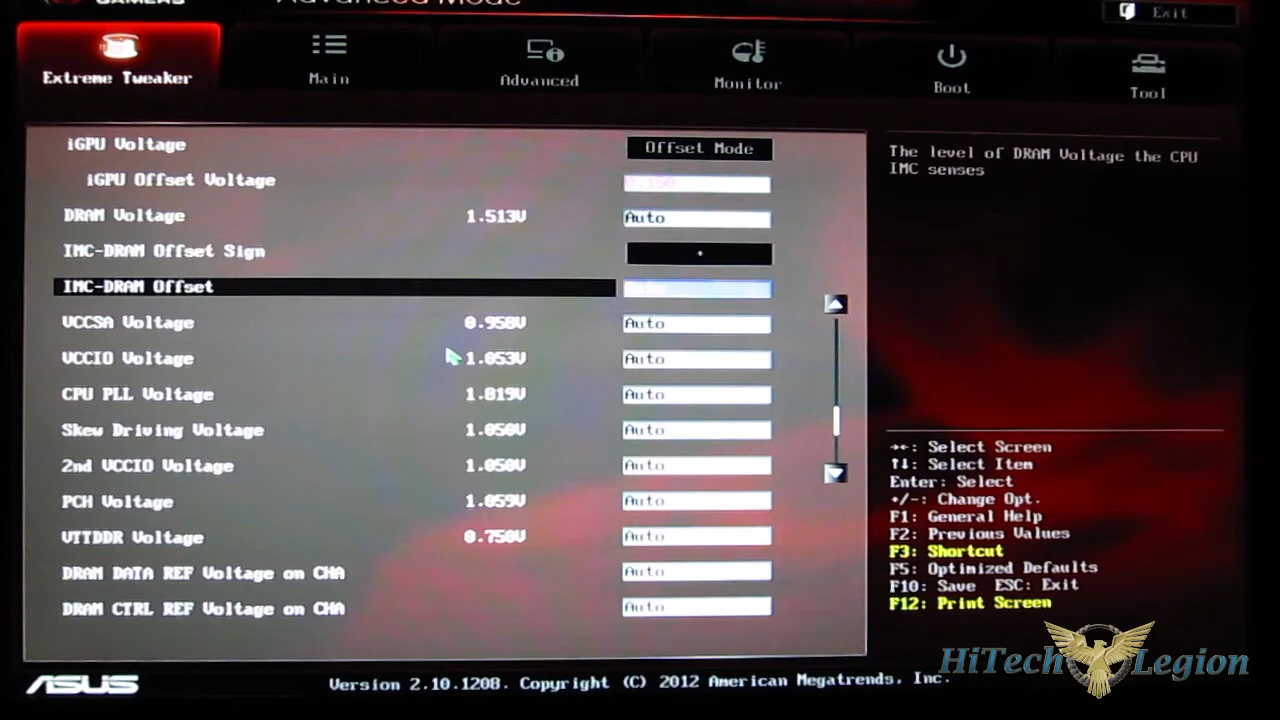 GAMERS
Advanced Mode
Exit
Extreme Tweaker
Main
Advanced
Monitor
Boot
Tool
iGPU Voltage Offset Mode
iGPU Offset Voltage 0.150
DRAM Voltage 1.513V Auto
IMC-DRAM Offset Sign +
IMC-DRAM Offset Auto
VCCSA Voltage 0.958V Auto
VCCIO Voltage 1.053V Auto
CPU PLL Voltage 1.819V Auto
Skew Driving Voltage 1.050V Auto
2nd VCCIO Voltage 1.050V Auto
PCH Voltage 1.059V Auto
VTTDDR Voltage 0.750V Auto
DRAM DATA REF Voltage on CHA Auto
DRAM CTRL REF Voltage on CHA Auto
The level of DRAM Voltage the CPU
IMC senses
→←: Select Screen
↑↓: Select Item
Enter: Select
+/-: Change Opt.
F1: General Help
F2: Previous Values
F3: Shortcut
F5: Optimized Defaults
F10: Save ESC: Exit
F12: Print Screen
ASUS
Version 2.10.1208. Copyright (C) 2012 American Megatrends, Inc.
HiTech Legion